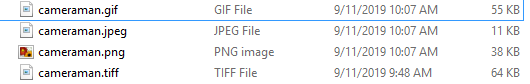 cameraman.gif GIF File 9/11/2019 10:07 AM 55 KB
cameraman.jpeg JPEG File 9/11/2019 10:07 AM 11 KB
cameraman.png PNG image 9/11/2019 10:07 AM 38 KB
cameraman.tiff TIFF File 9/11/2019 9:48 AM 64 KB